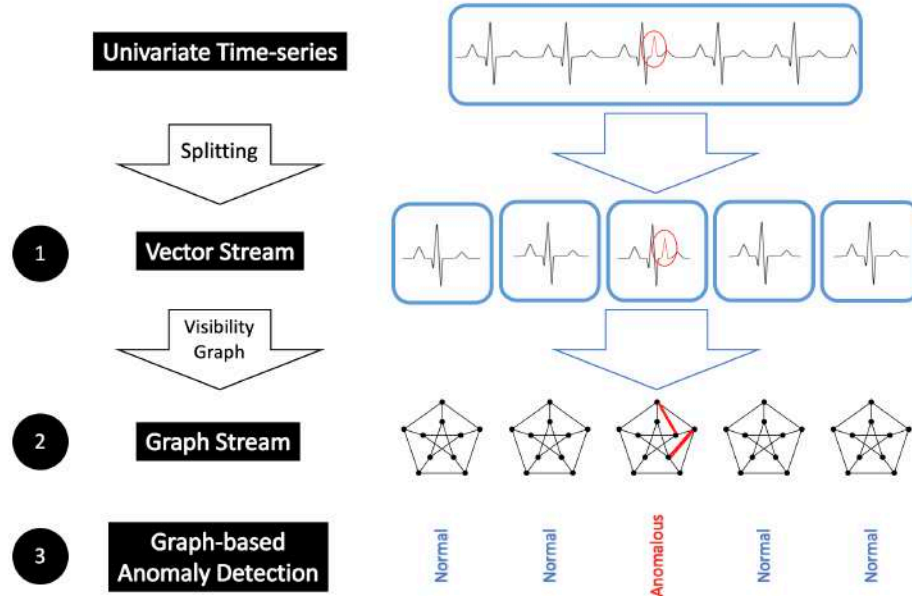 Univariate Time-series
Splitting
1
Vector Stream
Visibility
Graph
2
Graph Stream
3
Graph-based
Anomaly Detection
Normal
Normal
Anomalous
Normal
Normal